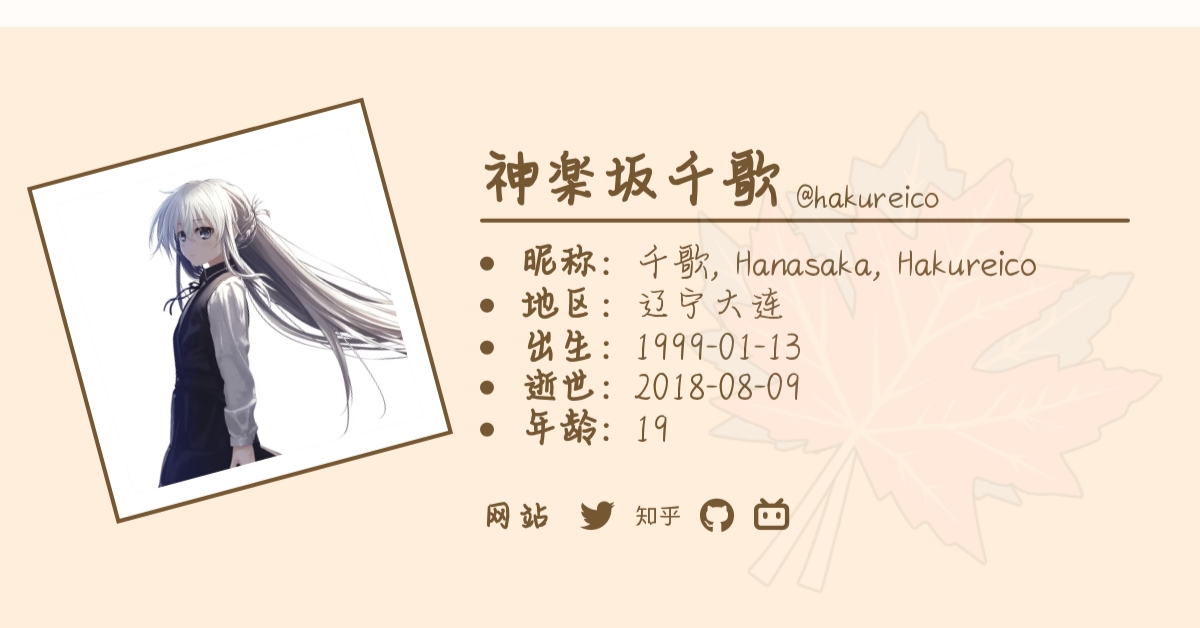 神楽坂千歌 @hakureico
昵称： 千歌, Hanasaka, Hakureico
地区： 辽宁大连
出生： 1999-01-13
逝世： 2018-08-09
年龄： 19
网站 知乎